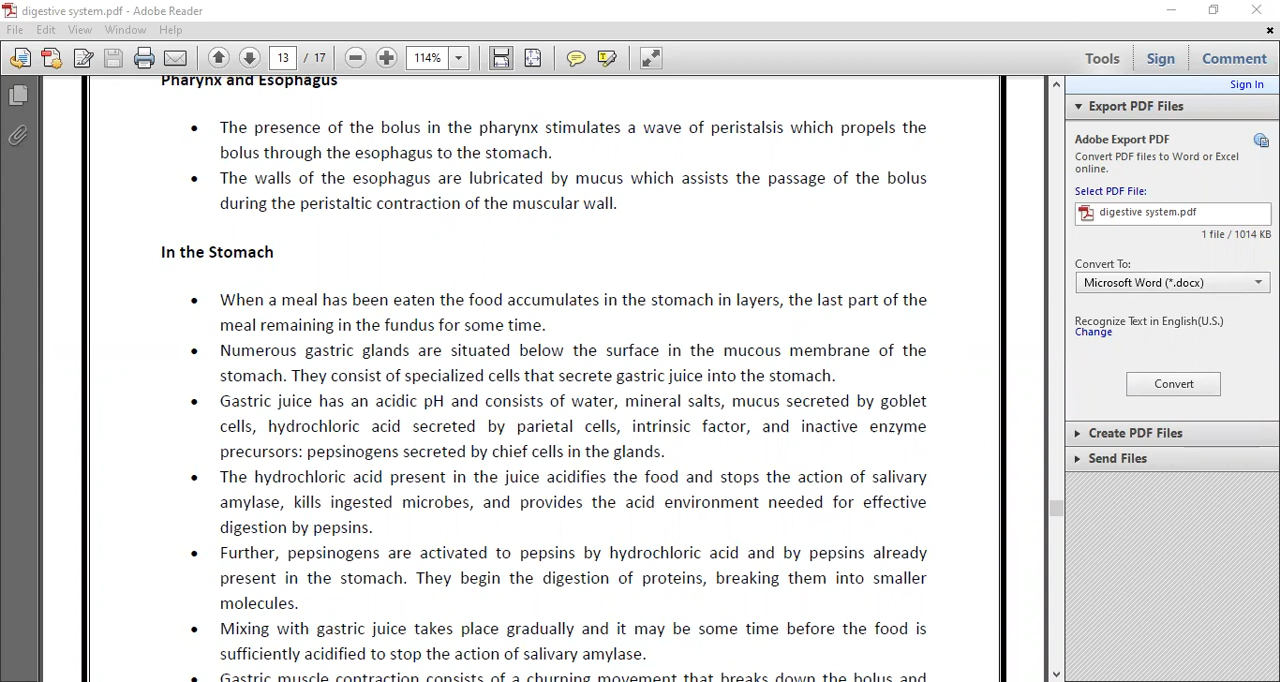 digestive system.pdf - Adobe Reader
File Edit View Window Help
13 / 17 114% Tools Sign Comment
Sign In
Pharynx and Esophagus
• The presence of the bolus in the pharynx stimulates a wave of peristalsis which propels the
bolus through the esophagus to the stomach.
• The walls of the esophagus are lubricated by mucus which assists the passage of the bolus
during the peristaltic contraction of the muscular wall.
In the Stomach
• When a meal has been eaten the food accumulates in the stomach in layers, the last part of the
meal remaining in the fundus for some time.
• Numerous gastric glands are situated below the surface in the mucous membrane of the
stomach. They consist of specialized cells that secrete gastric juice into the stomach.
• Gastric juice has an acidic pH and consists of water, mineral salts, mucus secreted by goblet
cells, hydrochloric acid secreted by parietal cells, intrinsic factor, and inactive enzyme
precursors: pepsinogens secreted by chief cells in the glands.
• The hydrochloric acid present in the juice acidifies the food and stops the action of salivary
amylase, kills ingested microbes, and provides the acid environment needed for effective
digestion by pepsins.
• Further, pepsinogens are activated to pepsins by hydrochloric acid and by pepsins already
present in the stomach. They begin the digestion of proteins, breaking them into smaller
molecules.
• Mixing with gastric juice takes place gradually and it may be some time before the food is
sufficiently acidified to stop the action of salivary amylase.
• Gastric muscle contraction consists of a churning movement that breaks down the bolus and
Export PDF Files
Adobe Export PDF
Convert PDF files to Word or Excel
online.
Select PDF File:
digestive system.pdf
1 file / 1014 KB
Convert To:
Microsoft Word (*.docx)
Recognize Text in English(U.S.)
Change
Convert
Create PDF Files
Send Files